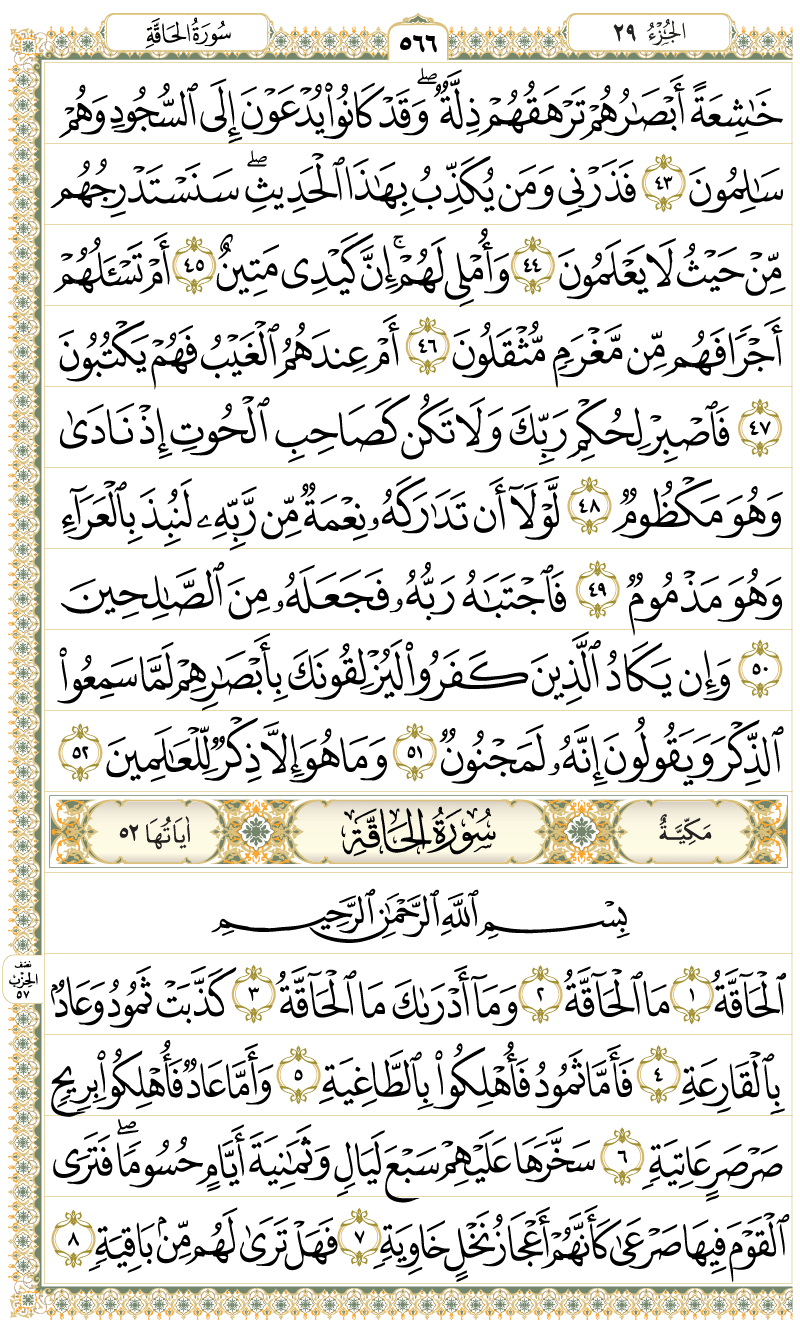 الجُزْءُ ٢٩
٥٦٦
سُورَةُ الحَاقَّةِ
خَٰشِعَةً أَبْصَٰرُهُمْ تَرْهَقُهُمْ ذِلَّةٌ ۖ وَقَدْ كَانُوا۟ يُدْعَوْنَ إِلَى ٱلسُّجُودِ وَهُمْ
سَٰلِمُونَ ٤٣ فَذَرْنِى وَمَن يُكَذِّبُ بِهَٰذَا ٱلْحَدِيثِ ۖ سَنَسْتَدْرِجُهُم
مِّنْ حَيْثُ لَا يَعْلَمُونَ ٤٤ وَأُمْلِى لَهُمْ ۚ إِنَّ كَيْدِى مَتِينٌ ٤٥ أَمْ تَسْـَٔلُهُمْ
أَجْرًا فَهُم مِّن مَّغْرَمٍ مُّثْقَلُونَ ٤٦ أَمْ عِندَهُمُ ٱلْغَيْبُ فَهُمْ يَكْتُبُونَ
٤٧ فَٱصْبِرْ لِحُكْمِ رَبِّكَ وَلَا تَكُن كَصَاحِبِ ٱلْحُوتِ إِذْ نَادَىٰ
وَهُوَ مَكْظُومٌ ٤٨ لَّوْلَآ أَن تَدَٰرَكَهُۥ نِعْمَةٌ مِّن رَّبِّهِۦ لَنُبِذَ بِٱلْعَرَآءِ
وَهُوَ مَذْمُومٌ ٤٩ فَٱجْتَبَٰهُ رَبُّهُۥ فَجَعَلَهُۥ مِنَ ٱلصَّٰلِحِينَ
٥٠ وَإِن يَكَادُ ٱلَّذِينَ كَفَرُوا۟ لَيُزْلِقُونَكَ بِأَبْصَٰرِهِمْ لَمَّا سَمِعُوا۟
ٱلذِّكْرَ وَيَقُولُونَ إِنَّهُۥ لَمَجْنُونٌ ٥١ وَمَا هُوَ إِلَّا ذِكْرٌ لِّلْعَٰلَمِينَ ٥٢
مَكِّيَّةٌ
سُورَةُ الحَاقَّةِ
اٰيَاتُهَا ٥٢
بِسْمِ ٱللَّهِ ٱلرَّحْمَٰنِ ٱلرَّحِيمِ
ٱلْحَآقَّةُ ١ مَا ٱلْحَآقَّةُ ٢ وَمَآ أَدْرَىٰكَ مَا ٱلْحَآقَّةُ ٣ كَذَّبَتْ ثَمُودُ وَعَادٌۢ
بِٱلْقَارِعَةِ ٤ فَأَمَّا ثَمُودُ فَأُهْلِكُوا۟ بِٱلطَّاغِيَةِ ٥ وَأَمَّا عَادٌ فَأُهْلِكُوا۟ بِرِيحٍ
صَرْصَرٍ عَاتِيَةٍ ٦ سَخَّرَهَا عَلَيْهِمْ سَبْعَ لَيَالٍ وَثَمَٰنِيَةَ أَيَّامٍ حُسُومًا ۖ فَتَرَى
ٱلْقَوْمَ فِيهَا صَرْعَىٰ كَأَنَّهُمْ أَعْجَازُ نَخْلٍ خَاوِيَةٍ ٧ فَهَلْ تَرَىٰ لَهُم مِّنۢ بَاقِيَةٍ ٨
نصف
الحِزْبِ
٥٧